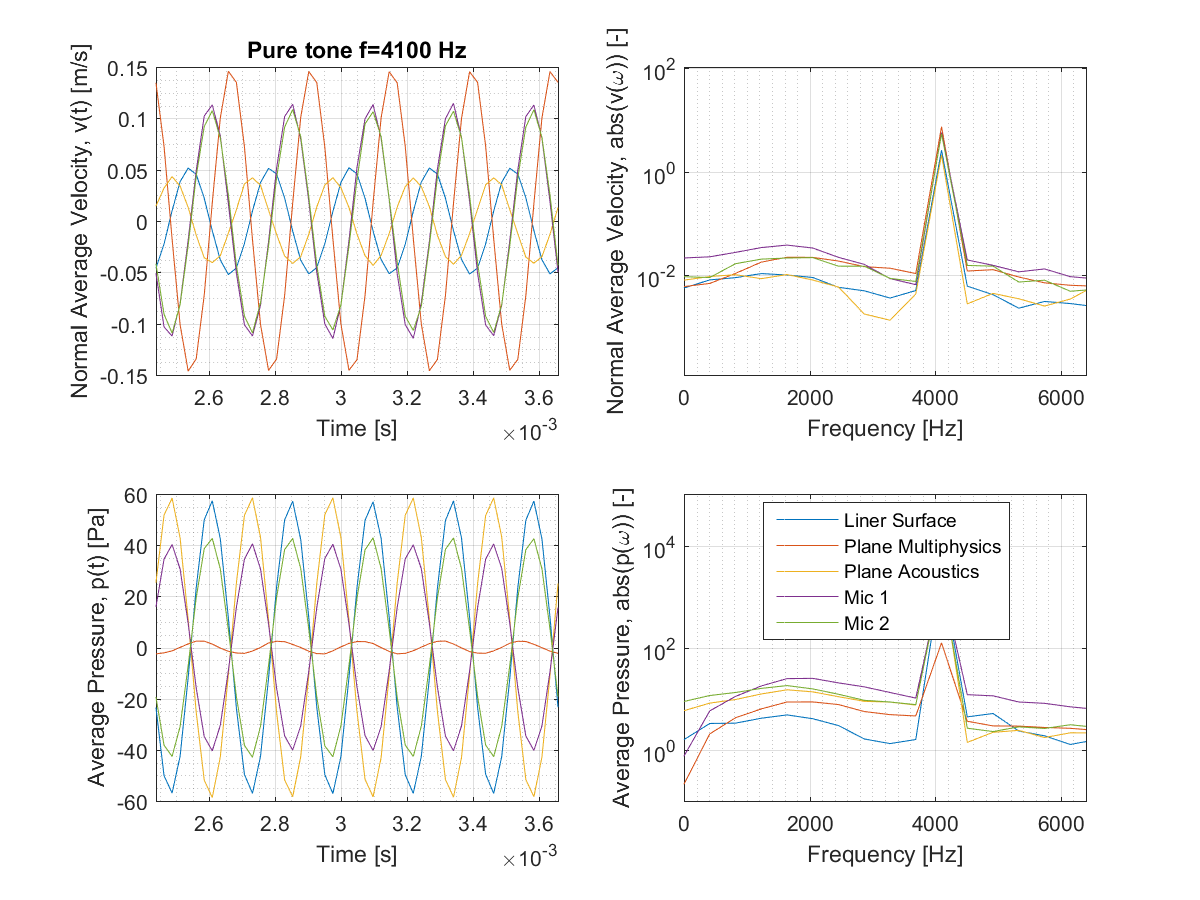 Pure tone f=4100 Hz
Normal Average Velocity, v(t) [m/s]
0.15
0.1
0.05
0
-0.05
-0.1
-0.15
2.6 2.8 3 3.2 3.4 3.6
Time [s]
×10⁻³
Normal Average Velocity, abs(v(ω)) [-]
10²
10⁰
10⁻²
0 2000 4000 6000
Frequency [Hz]
Average Pressure, p(t) [Pa]
60
40
20
0
-20
-40
-60
2.6 2.8 3 3.2 3.4 3.6
Time [s]
×10⁻³
Average Pressure, abs(p(ω)) [-]
10⁴
10²
10⁰
Liner Surface
Plane Multiphysics
Plane Acoustics
Mic 1
Mic 2
0 2000 4000 6000
Frequency [Hz]